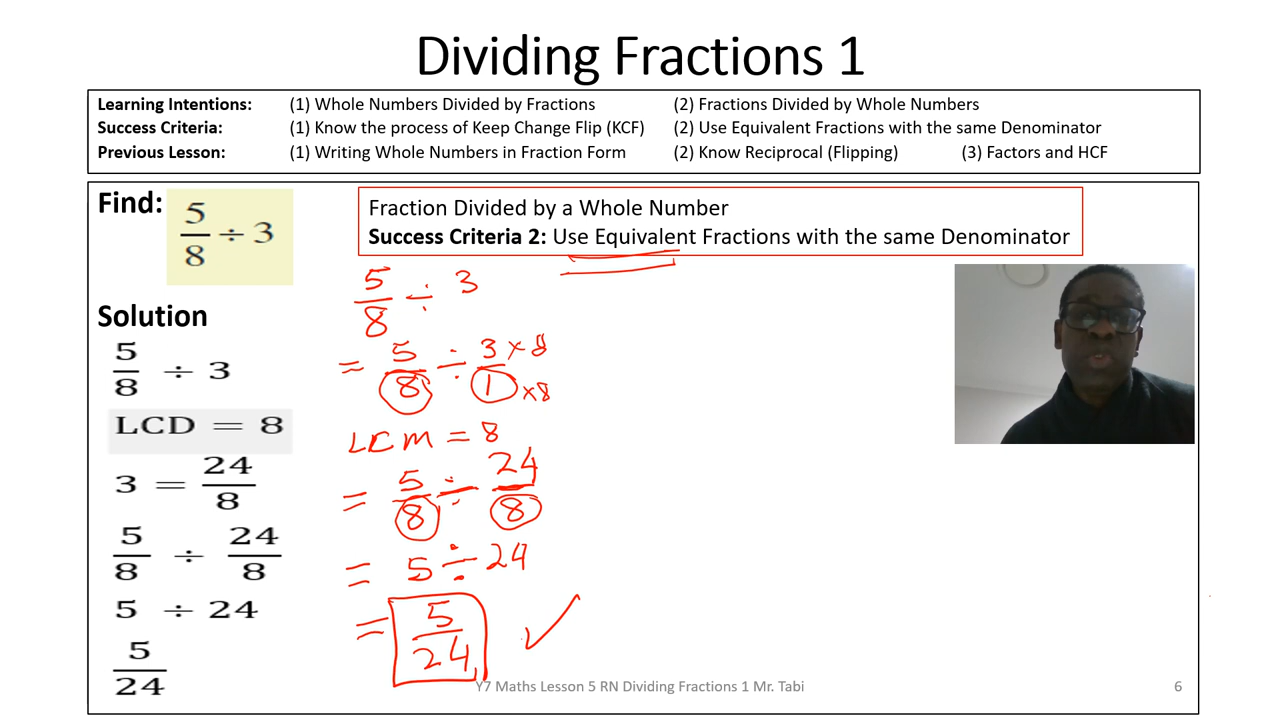 Dividing Fractions 1
Learning Intentions: (1) Whole Numbers Divided by Fractions (2) Fractions Divided by Whole Numbers
Success Criteria: (1) Know the process of Keep Change Flip (KCF) (2) Use Equivalent Fractions with the same Denominator
Previous Lesson: (1) Writing Whole Numbers in Fraction Form (2) Know Reciprocal (Flipping) (3) Factors and HCF
Find: 5/8 ÷ 3
Fraction Divided by a Whole Number
Success Criteria 2: Use Equivalent Fractions with the same Denominator
Solution
5/8 ÷ 3
LCD = 8
3 = 24/8
5/8 ÷ 24/8
5 ÷ 24
5/24
5/8 ÷ 3
= 5/8 ÷ 3 × 8/1 × 8
LCM = 8
= 5/8 ÷ 24/8
= 5 ÷ 24
= 5/24 ✓
Y7 Maths Lesson 5 RN Dividing Fractions 1 Mr. Tabi
6